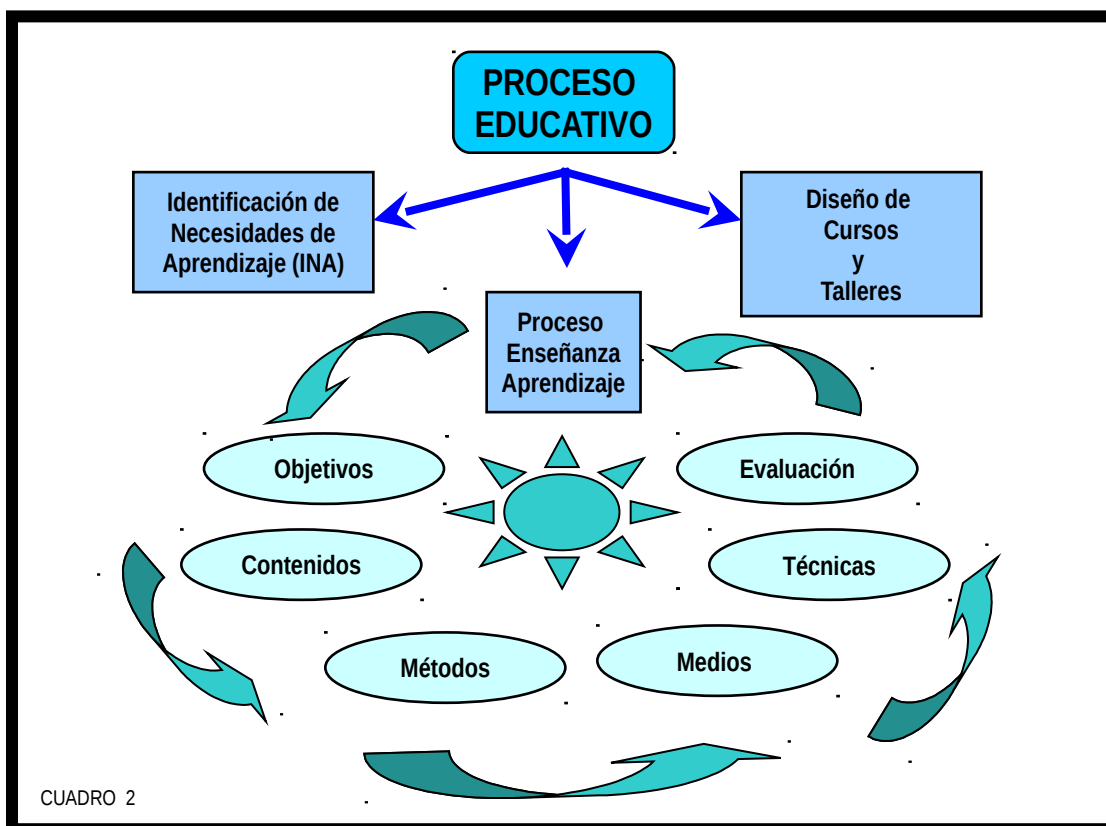 PROCESO
EDUCATIVO
Identificación de
Necesidades de
Aprendizaje (INA)
Diseño de
Cursos
y
Talleres
Proceso
Enseñanza
Aprendizaje
Objetivos
Evaluación
Contenidos
Técnicas
Métodos
Medios
CUADRO 2